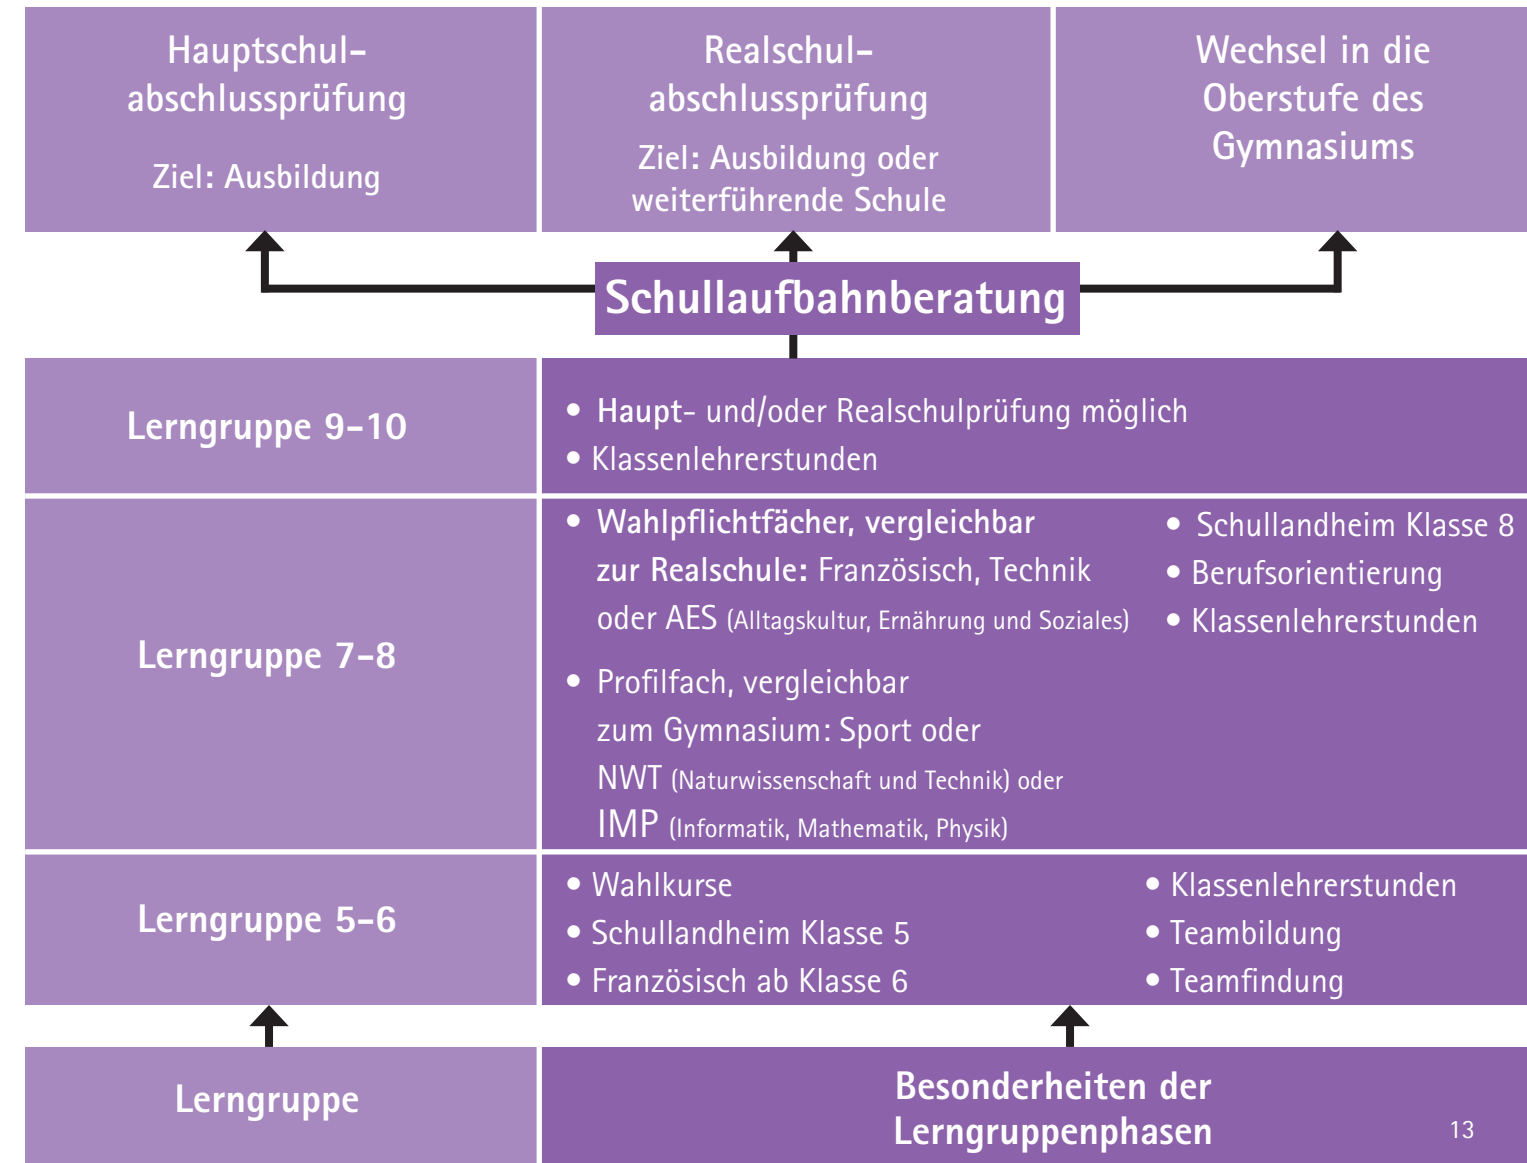 Hauptschul-
abschlussprüfung
Ziel: Ausbildung
Realschul-
abschlussprüfung
Ziel: Ausbildung oder
weiterführende Schule
Wechsel in die
Oberstufe des
Gymnasiums
Schullaufbahnberatung
Lerngruppe 9-10
• Haupt- und/oder Realschulprüfung möglich
• Klassenlehrerstunden
Lerngruppe 7-8
• Wahlpflichtfächer, vergleichbar
zur Realschule: Französisch, Technik
oder AES (Alltagskultur, Ernährung und Soziales)
• Profilfach, vergleichbar
zum Gymnasium: Sport oder
NWT (Naturwissenschaft und Technik) oder
IMP (Informatik, Mathematik, Physik)
• Schullandheim Klasse 8
• Berufsorientierung
• Klassenlehrerstunden
Lerngruppe 5-6
• Wahlkurse
• Schullandheim Klasse 5
• Französisch ab Klasse 6
• Klassenlehrerstunden
• Teambildung
• Teamfindung
Lerngruppe
Besonderheiten der
Lerngruppenphasen
13